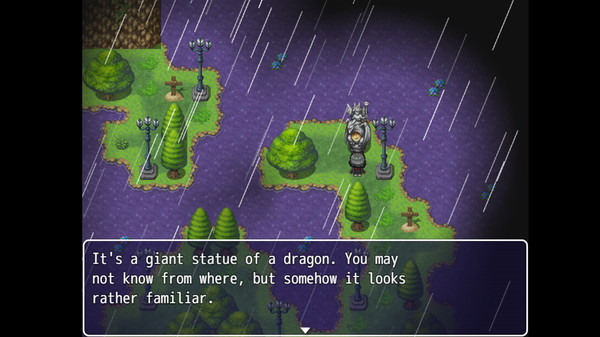 It's a giant statue of a dragon. You may
not know from where, but somehow it looks
rather familiar.